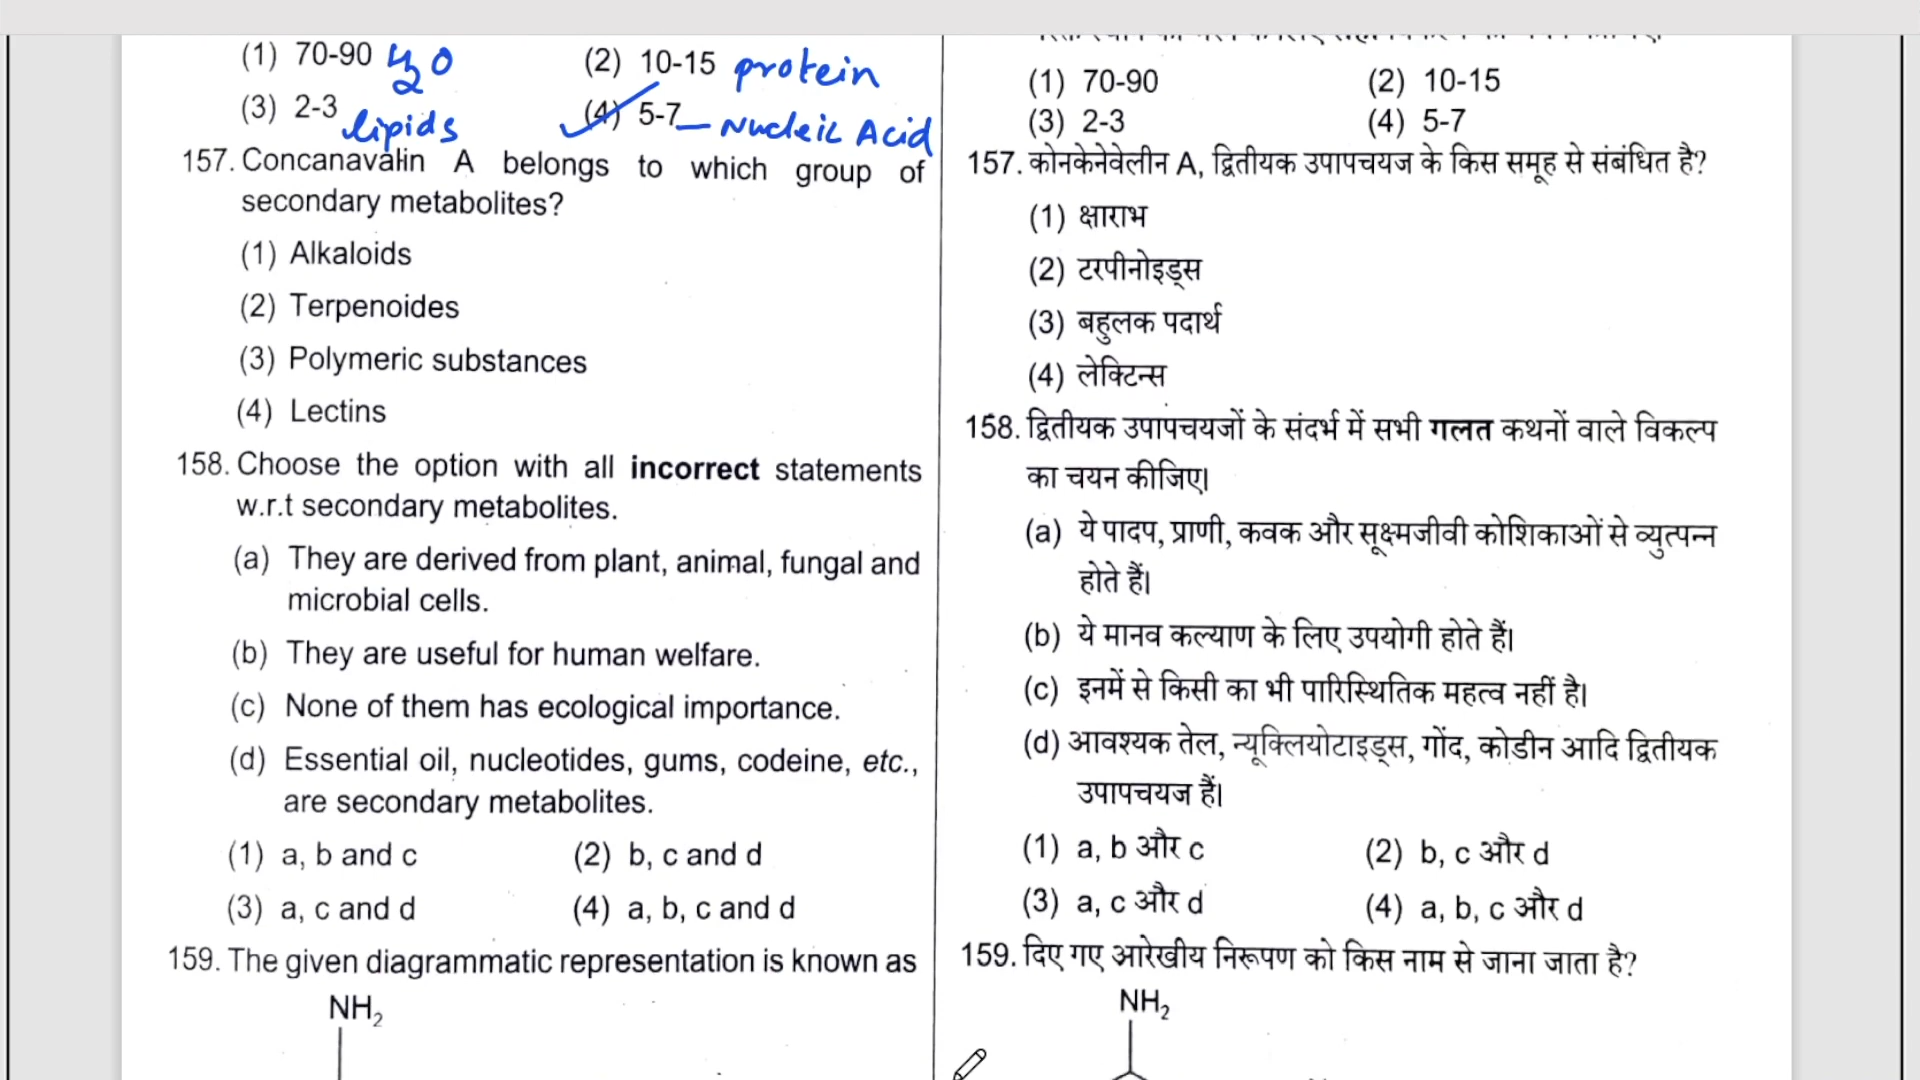 (1) 70-90 H2O (2) 10-15 protein
(3) 2-3 lipids (4) 5-7 – Nucleic Acid
157. Concanavalin A belongs to which group of
secondary metabolites?
(1) Alkaloids
(2) Terpenoides
(3) Polymeric substances
(4) Lectins
158. Choose the option with all incorrect statements
w.r.t secondary metabolites.
(a) They are derived from plant, animal, fungal and
microbial cells.
(b) They are useful for human welfare.
(c) None of them has ecological importance.
(d) Essential oil, nucleotides, gums, codeine, etc.,
are secondary metabolites.
(1) a, b and c (2) b, c and d
(3) a, c and d (4) a, b, c and d
159. The given diagrammatic representation is known as
NH₂
(1) 70-90 (2) 10-15
(3) 2-3 (4) 5-7
157. कोनकेनेवेलीन A, द्वितीयक उपापचयज के किस समूह से संबंधित है?
(1) क्षाराभ
(2) टरपीनोइड्स
(3) बहुलक पदार्थ
(4) लेक्टिन्स
158. द्वितीयक उपापचयजों के संदर्भ में सभी गलत कथनों वाले विकल्प
का चयन कीजिए।
(a) ये पादप, प्राणी, कवक और सूक्ष्मजीवी कोशिकाओं से व्युत्पन्न
होते हैं।
(b) ये मानव कल्याण के लिए उपयोगी होते हैं।
(c) इनमें से किसी का भी पारिस्थितिक महत्व नहीं है।
(d) आवश्यक तेल, न्यूक्लियोटाइड्स, गोंद, कोडीन आदि द्वितीयक
उपापचयज हैं।
(1) a, b और c (2) b, c और d
(3) a, c और d (4) a, b, c और d
159. दिए गए आरेखीय निरूपण को किस नाम से जाना जाता है?
NH₂